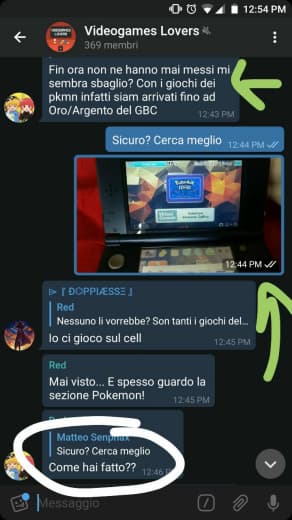 12:54 PM
Videogames Lovers
369 membri
Fin ora non ne hanno mai messi mi
sembra sbaglio? Con i giochi dei
pkmn infatti siam arrivati fino ad
Oro/Argento del GBC
12:43 PM
Sicuro? Cerca meglio
12:44 PM
12:44 PM
Red
Nessuno li vorrebbe? Son tanti i giochi del...
Io ci gioco sul cell
12:45 PM
Red
Mai visto... E spesso guardo la
sezione Pokemon!
12:45 PM
Matteo Senphax
Sicuro? Cerca meglio
Come hai fatto??
12:46 PM
Messaggio